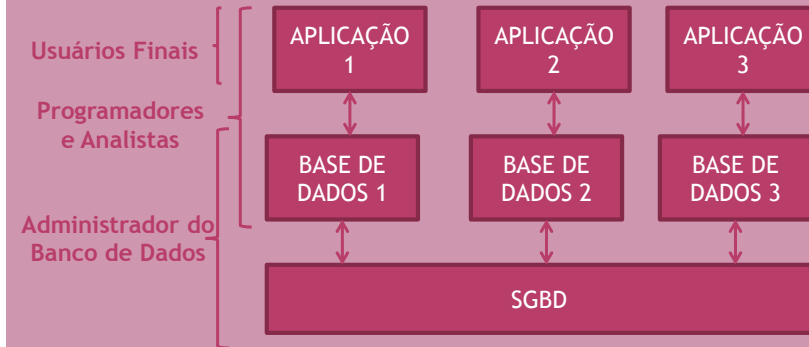 Usuários Finais
Programadores
e Analistas
Administrador do
Banco de Dados
APLICAÇÃO
1
APLICAÇÃO
2
APLICAÇÃO
3
BASE DE
DADOS 1
BASE DE
DADOS 2
BASE DE
DADOS 3
SGBD